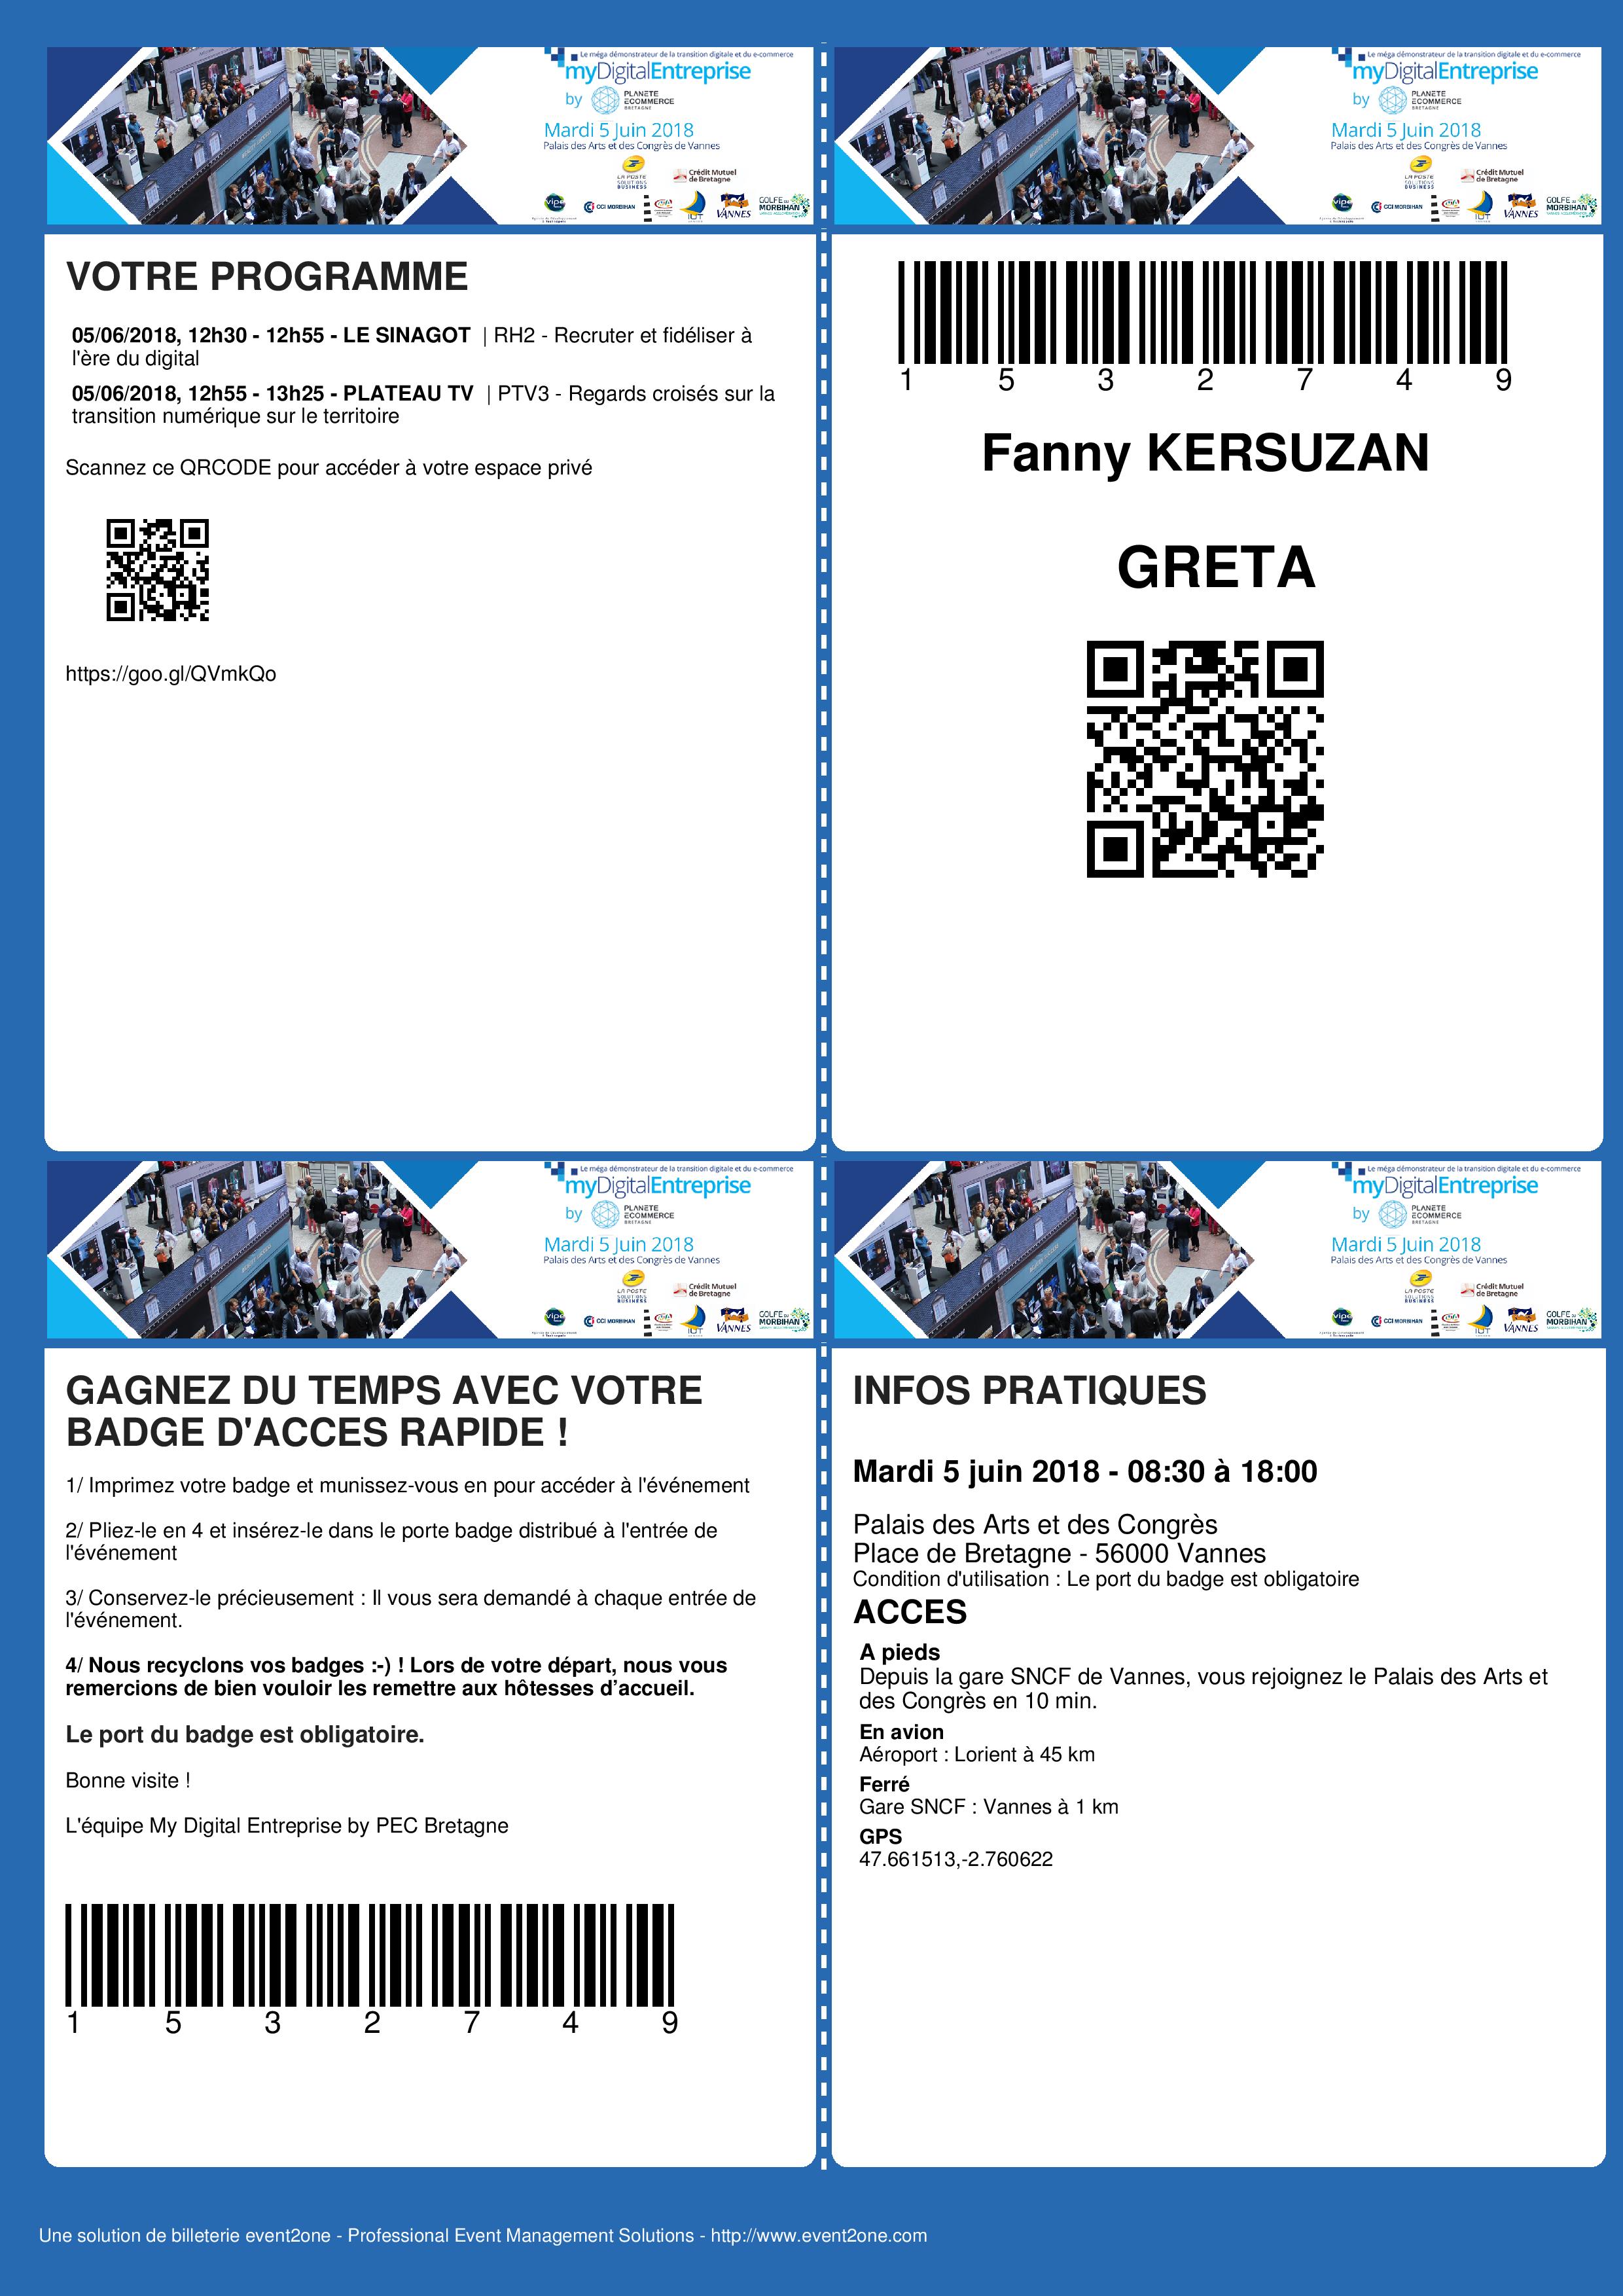 Le méga démonstrateur de la transition digitale et du e-commerce
myDigitalEntreprise
by PLANETE ECOMMERCE BRETAGNE
Mardi 5 Juin 2018
Palais des Arts et des Congrès de Vannes
LA POSTE
SOLUTIONS
BUSINESS
Crédit Mutuel
de Bretagne
vipe
CCI MORBIHAN
IUT
VANNES
GOLFE DU
MORBIHAN
VOTRE PROGRAMME
05/06/2018, 12h30 - 12h55 - LE SINAGOT | RH2 - Recruter et fidéliser à
l'ère du digital
05/06/2018, 12h55 - 13h25 - PLATEAU TV | PTV3 - Regards croisés sur la
transition numérique sur le territoire
Scannez ce QRCODE pour accéder à votre espace privé
https://goo.gl/QVmkQo
Le méga démonstrateur de la transition digitale et du e-commerce
myDigitalEntreprise
by PLANETE ECOMMERCE BRETAGNE
Mardi 5 Juin 2018
Palais des Arts et des Congrès de Vannes
LA POSTE
SOLUTIONS
BUSINESS
Crédit Mutuel
de Bretagne
vipe
CCI MORBIHAN
IUT
VANNES
GOLFE DU
MORBIHAN
1 5 3 2 7 4 9
Fanny KERSUZAN
GRETA
Le méga démonstrateur de la transition digitale et du e-commerce
myDigitalEntreprise
by PLANETE ECOMMERCE BRETAGNE
Mardi 5 Juin 2018
Palais des Arts et des Congrès de Vannes
LA POSTE
SOLUTIONS
BUSINESS
Crédit Mutuel
de Bretagne
vipe
CCI MORBIHAN
IUT
VANNES
GOLFE DU
MORBIHAN
GAGNEZ DU TEMPS AVEC VOTRE
BADGE D'ACCES RAPIDE !
1/ Imprimez votre badge et munissez-vous en pour accéder à l'événement
2/ Pliez-le en 4 et insérez-le dans le porte badge distribué à l'entrée de
l'événement
3/ Conservez-le précieusement : Il vous sera demandé à chaque entrée de
l'événement.
4/ Nous recyclons vos badges :-) ! Lors de votre départ, nous vous
remercions de bien vouloir les remettre aux hôtesses d’accueil.
Le port du badge est obligatoire.
Bonne visite !
L'équipe My Digital Entreprise by PEC Bretagne
1 5 3 2 7 4 9
Le méga démonstrateur de la transition digitale et du e-commerce
myDigitalEntreprise
by PLANETE ECOMMERCE BRETAGNE
Mardi 5 Juin 2018
Palais des Arts et des Congrès de Vannes
LA POSTE
SOLUTIONS
BUSINESS
Crédit Mutuel
de Bretagne
vipe
CCI MORBIHAN
IUT
VANNES
GOLFE DU
MORBIHAN
INFOS PRATIQUES
Mardi 5 juin 2018 - 08:30 à 18:00
Palais des Arts et des Congrès
Place de Bretagne - 56000 Vannes
Condition d'utilisation : Le port du badge est obligatoire
ACCES
A pieds
Depuis la gare SNCF de Vannes, vous rejoignez le Palais des Arts et
des Congrès en 10 min.
En avion
Aéroport : Lorient à 45 km
Ferré
Gare SNCF : Vannes à 1 km
GPS
47.661513,-2.760622
Une solution de billeterie event2one - Professional Event Management Solutions - http://www.event2one.com